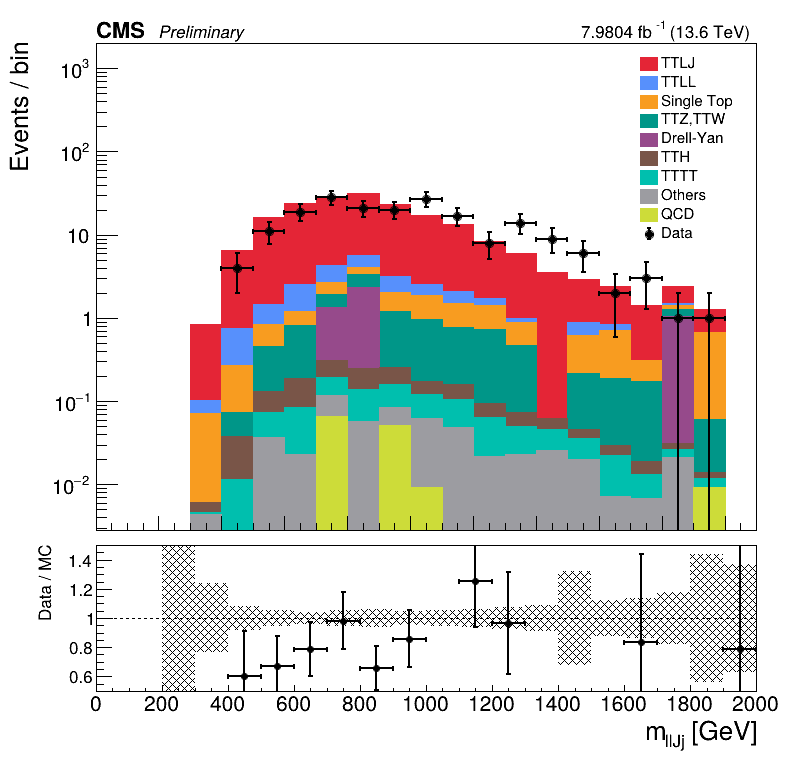 CMS Preliminary 7.9804 fb⁻¹ (13.6 TeV)
Events / bin
10³
10²
10
1
10⁻¹
10⁻²
TTLJ
TTLL
Single Top
TTZ,TTW
Drell-Yan
TTH
TTTT
Others
QCD
Data
Data / MC
1.4
1.2
1
0.8
0.6
0 200 400 600 800 1000 1200 1400 1600 1800 2000
m_llJj [GeV]